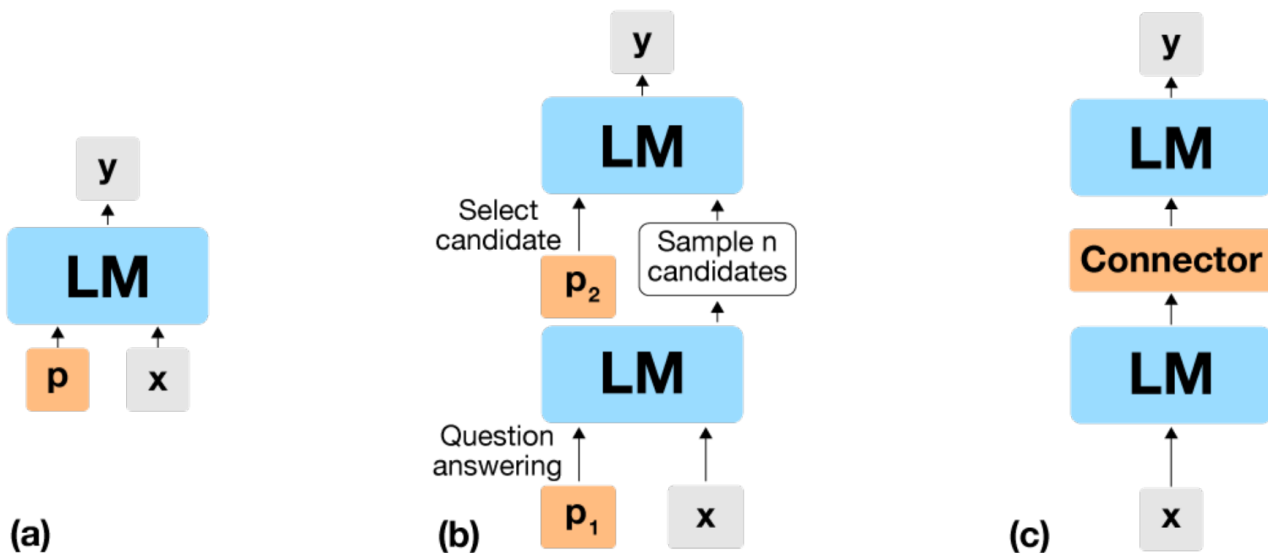 y
LM
p
x
(a)
y
LM
Select
candidate
Sample n
candidates
p₂
LM
Question
answering
p₁
x
(b)
y
LM
Connector
LM
x
(c)